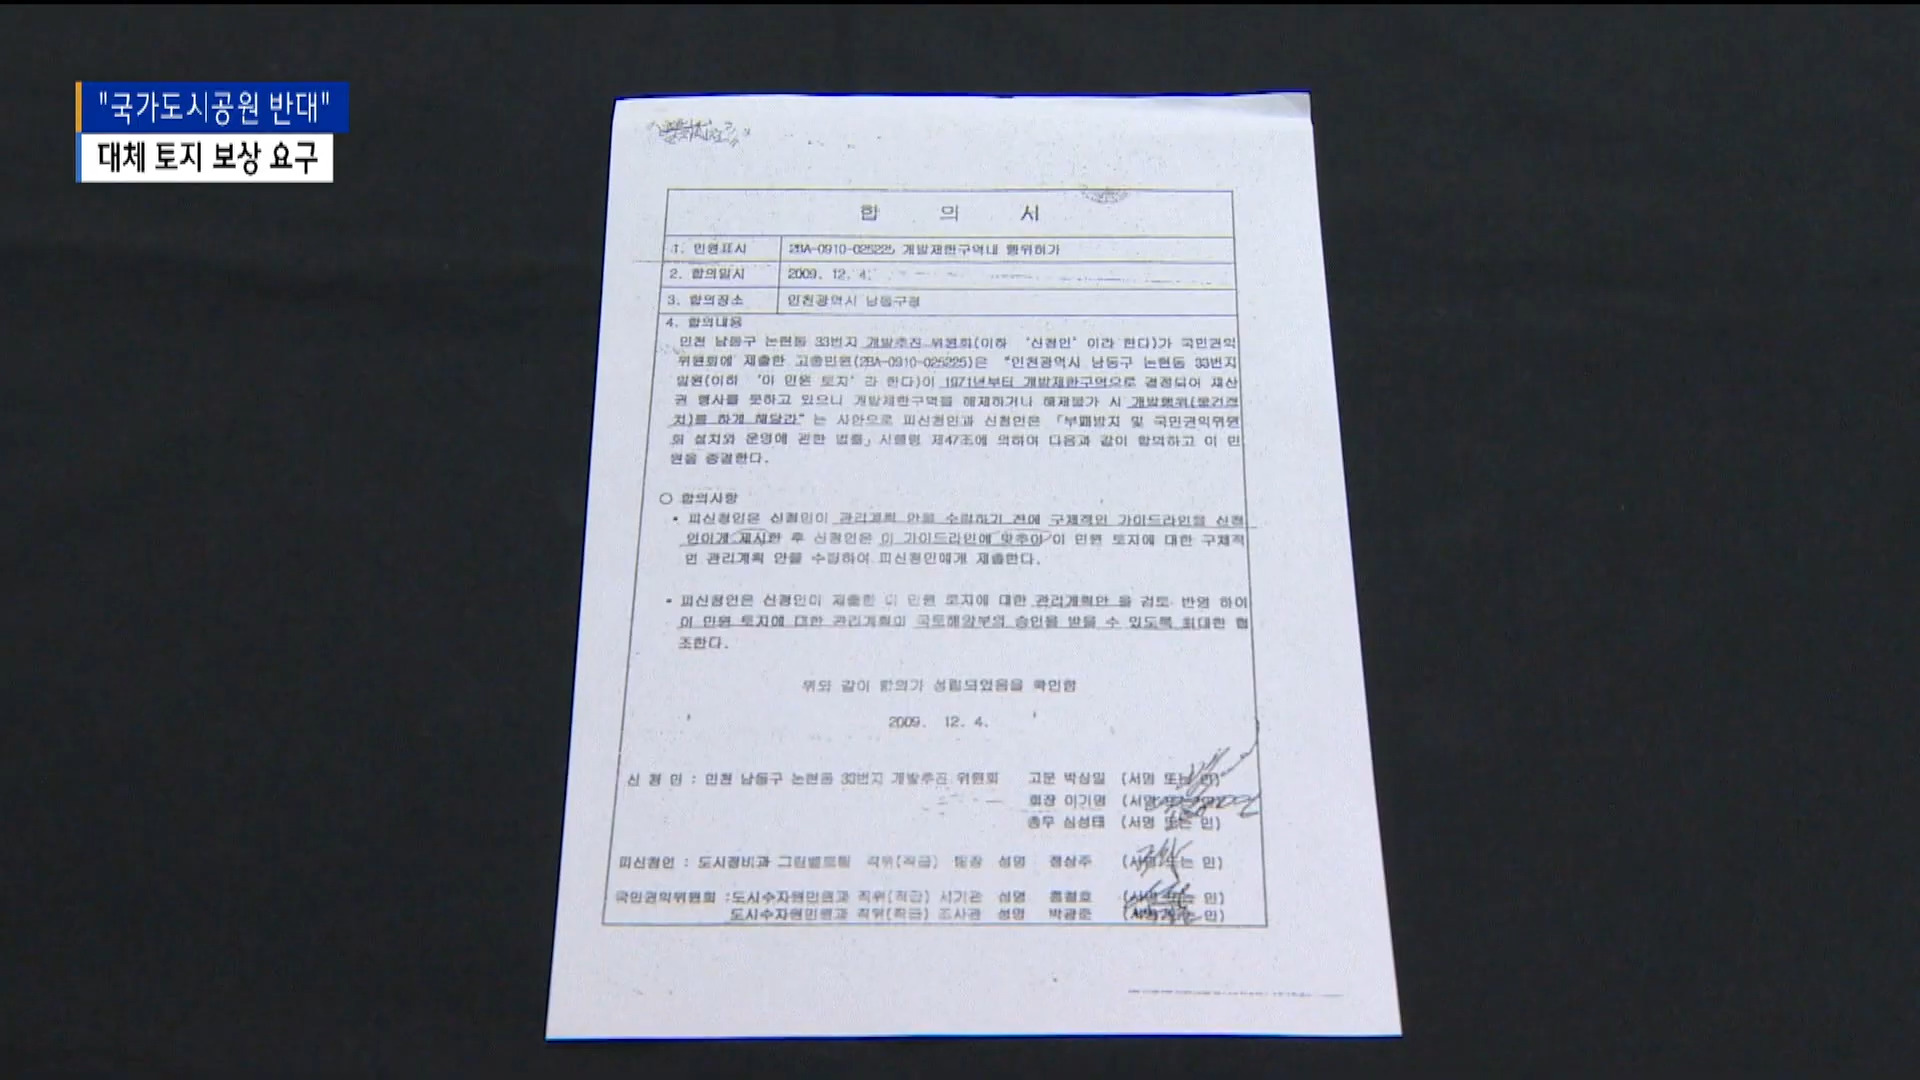 "국가도시공원 반대"
대체 토지 보상 요구
합 의 서
1. 민원표시 2BA-0910-025225 개발제한구역내 행위허가
2. 합의일시 2009. 12. 4.
3. 합의장소 인천광역시 남동구청
4. 합의내용
인천 남동구 논현동 33번지 개발추진 위원회(이하 '신청인'이라 한다)가 국민권익
위원회에 제출한 고충민원(2BA-0910-025225)은 "인천광역시 남동구 논현동 33번지
일원(이하 '이 민원 토지'라 한다)이 1971년부터 개발제한구역으로 결정되어 재산
권 행사를 못하고 있으니 개발제한구역을 해제하거나 해제불가 시 개발행위(물건적
치)를 하게 해달라"는 사안으로 피신청인과 신청인은 「부패방지 및 국민권익위원
회 설치와 운영에 관한 법률」시행령 제47조에 의하여 다음과 같이 합의하고 이 민
원을 종결한다.
○ 합의사항
• 피신청인은 신청인이 관리계획 안을 수립하기 전에 구체적인 가이드라인을 신청
인에게 제시한 후 신청인은 이 가이드라인에 맞추어 이 민원 토지에 대한 구체적
인 관리계획 안을 수립하여 피신청인에게 제출한다.
• 피신청인은 신청인이 제출한 이 민원 토지에 대한 관리계획안 을 검토 반영 하여
이 민원 토지에 대한 관리계획이 국토해양부의 승인을 받을 수 있도록 최대한 협
조한다.
위와 같이 합의가 성립되었음을 확인함
2009. 12. 4.
신 청 인 : 인천 남동구 논현동 33번지 개발추진 위원회 고문 박상일 (서명 또는 인)
회장 이기명 (서명 또는 인)
총무 심성태 (서명 또는 인)
피신청인 : 도시정비과 그린벨트팀 직위(직급) 팀장 성명 정상주 (서명 또는 인)
국민권익위원회 : 도시수자원민원과 직위(직급) 서기관 성명 홍철호 (서명 또는 인)
도시수자원민원과 직위(직급) 조사관 성명 박광준 (서명 또는 인)